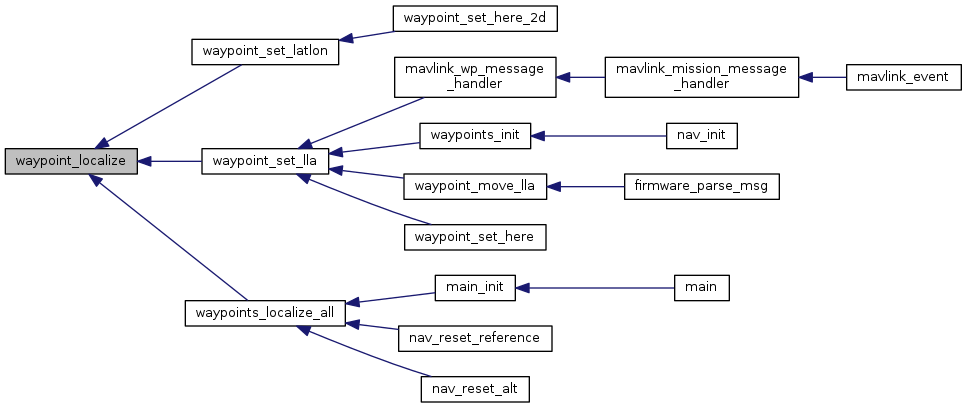 waypoint_set_here_2d
waypoint_set_latlon
mavlink_wp_message
_handler
mavlink_mission_message
_handler
mavlink_event
waypoints_init
nav_init
waypoint_localize
waypoint_set_lla
waypoint_move_lla
firmware_parse_msg
waypoint_set_here
main_init
main
waypoints_localize_all
nav_reset_reference
nav_reset_alt